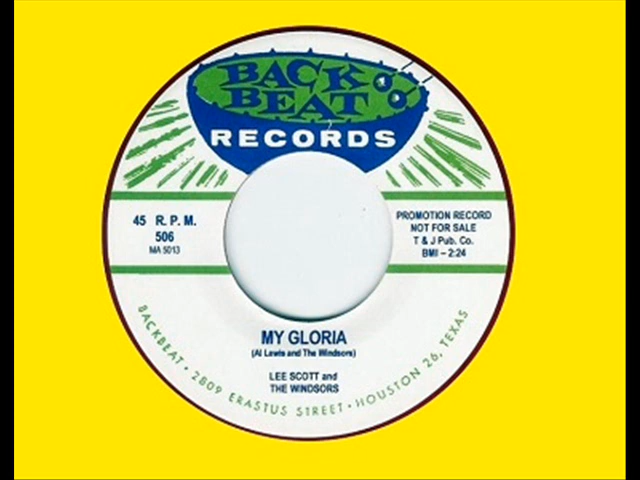 BACK
BEAT
RECORDS
45 R. P. M.
506
MA 5013
PROMOTION RECORD
NOT FOR SALE
T & J Pub. Co.
BMI – 2:24
MY GLORIA
(Al Lewis and The Windsors)
LEE SCOTT and
THE WINDSORS
BACKBEAT • 2809 ERASTUS STREET • HOUSTON 26, TEXAS